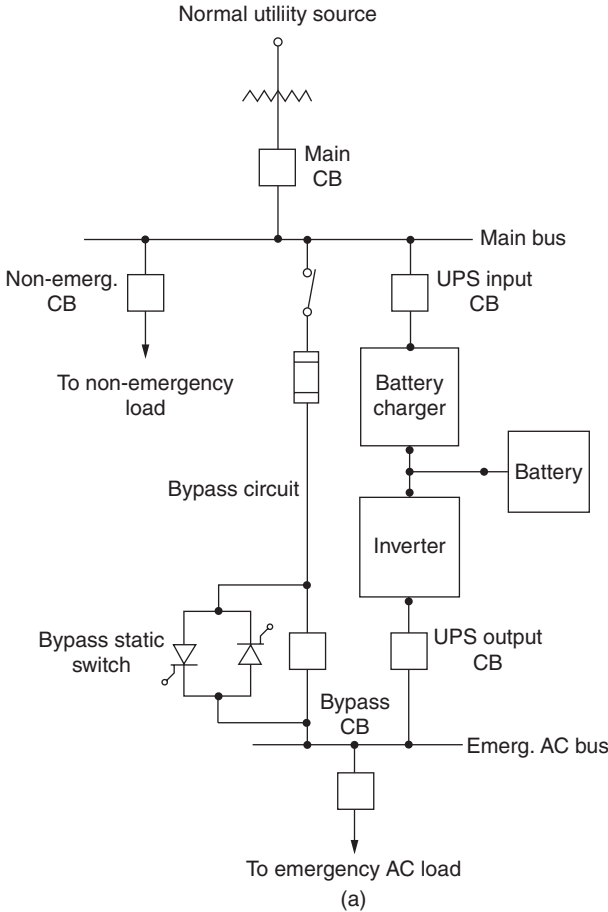 Normal utiliity source
Main
CB
Main bus
Non-emerg.
CB
UPS input
CB
To non-emergency
load
Battery
charger
Battery
Bypass circuit
Inverter
Bypass static
switch
UPS output
CB
Bypass
CB
Emerg. AC bus
To emergency AC load
(a)